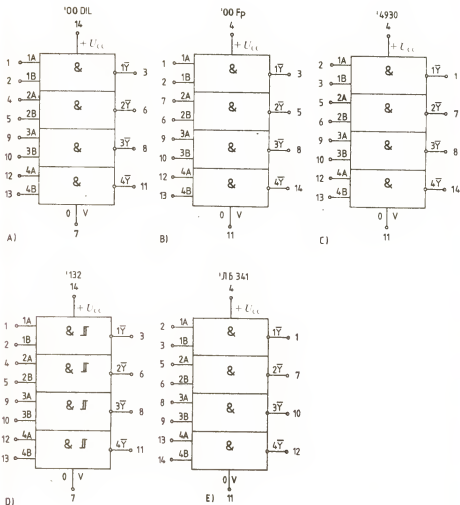 '00 DIL
14
+ U_cc
1 1A & 1Y̅ 3
2 1B
4 2A & 2Y̅ 6
5 2B
9 3A & 3Y̅ 8
10 3B
12 4A & 4Y̅ 11
13 4B
0 V
A) 7
'00 Fp
4
+ U_cc
1 1A & 1Y̅ 3
2 1B
7 2A & 2Y̅ 5
6 2B
9 3A & 3Y̅ 8
10 3B
12 4A & 4Y̅ 14
13 4B
0 V
B) 11
'4930
4
+ U_cc
2 1A & 1Y̅ 1
3 1B
5 2A & 2Y̅ 7
6 2B
9 3A & 3Y̅ 8
10 3B
12 4A & 4Y̅ 14
13 4B
0 V
C) 11
'132
14
+ U_cc
1 1A & 1Y̅ 3
2 1B
4 2A & 2Y̅ 6
5 2B
9 3A & 3Y̅ 8
10 3B
12 4A & 4Y̅ 11
13 4B
0 V
D) 7
'ЛБ 341
4
+ U_cc
2 1A & 1Y̅ 1
3 1B
5 2A & 2Y̅ 7
6 2B
8 3A & 3Y̅ 10
9 3B
13 4A & 4Y̅ 12
14 4B
0 V
E) 11